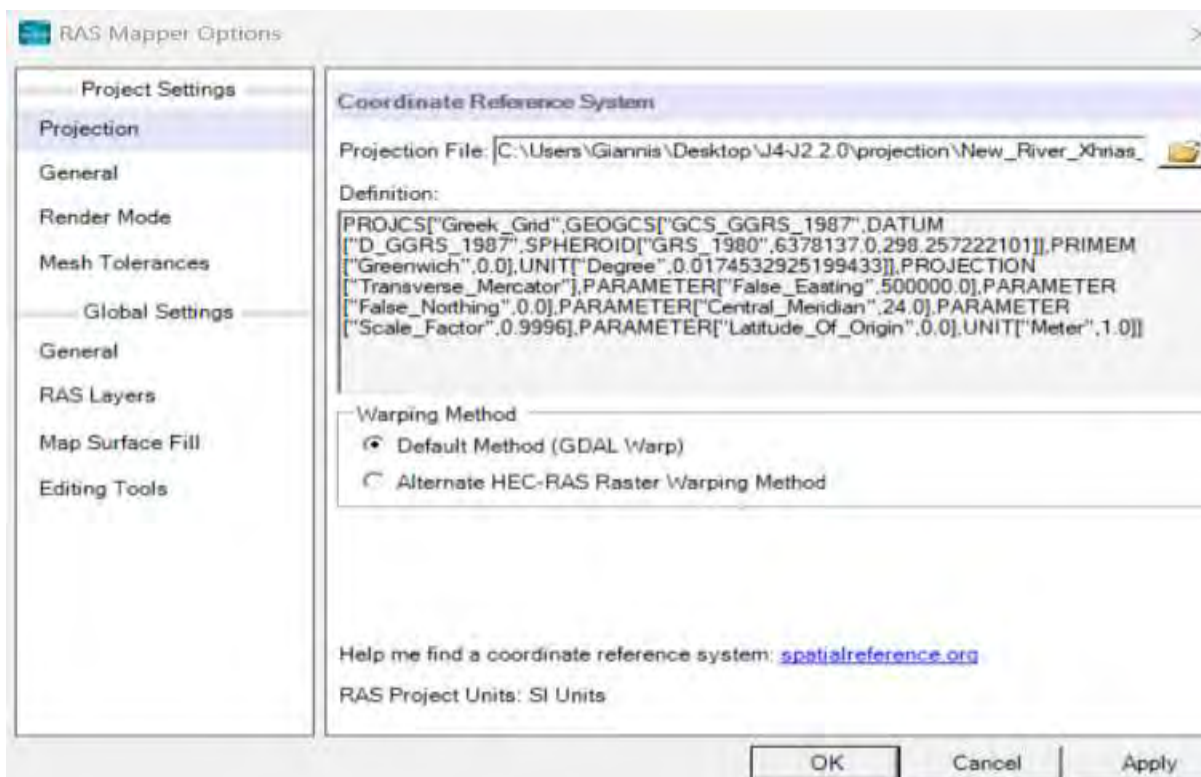 RAS Mapper Options
Project Settings
Projection
General
Render Mode
Mesh Tolerances
Global Settings
General
RAS Layers
Map Surface Fill
Editing Tools
Coordinate Reference System
Projection File: C:\Users\Giannis\Desktop\J4-J2.2.0\projection\New_River_Xhrias_
Definition:
PROJCS["Greek_Grid",GEOGCS["GCS_GGRS_1987",DATUM
["D_GGRS_1987",SPHEROID["GRS_1980",6378137.0,298.257222101]],PRIMEM
["Greenwich",0.0],UNIT["Degree",0.0174532925199433]],PROJECTION
["Transverse_Mercator"],PARAMETER["False_Easting",500000.0],PARAMETER
["False_Northing",0.0],PARAMETER["Central_Meridian",24.0],PARAMETER
["Scale_Factor",0.9996],PARAMETER["Latitude_Of_Origin",0.0],UNIT["Meter",1.0]]
Warping Method
Default Method (GDAL Warp)
Alternate HEC-RAS Raster Warping Method
Help me find a coordinate reference system: spatialreference.org
RAS Project Units: SI Units
OK Cancel Apply